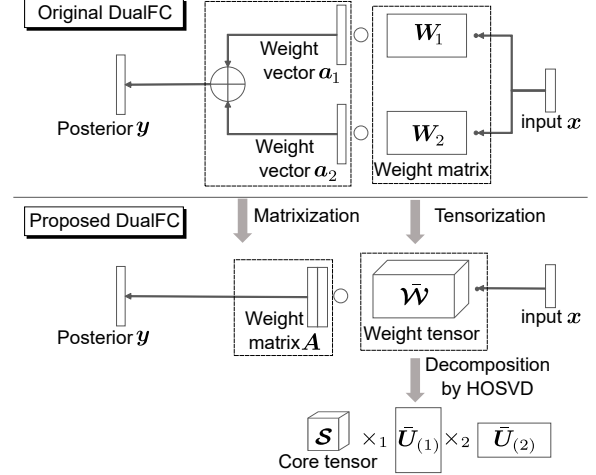 Original DualFC
Weight
vector a₁
W₁
Posterior y
input x
Weight
vector a₂
W₂
Weight matrix
Proposed DualFC
Matrixization
Tensorization
Posterior y
Weight
matrix A
W̄
Weight tensor
input x
Decomposition
by HOSVD
S ×₁ Ū₍₁₎ ×₂ Ū₍₂₎
Core tensor